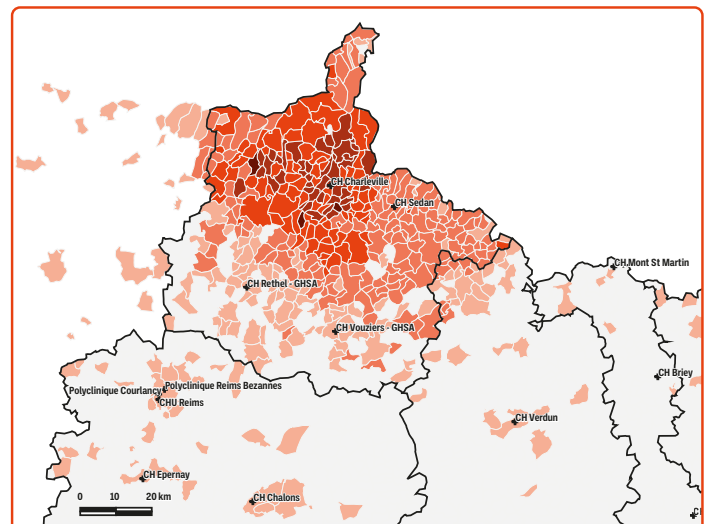 CH Charleville
CH Sedan
CH Mont St Martin
CH Rethel - GHSA
CH Vouziers - GHSA
CH Briey
Polyclinique Reims Bezannes
Polyclinique Courlancy
CHU Reims
CH Verdun
CH Epernay
CH Chalons
0 10 20 km